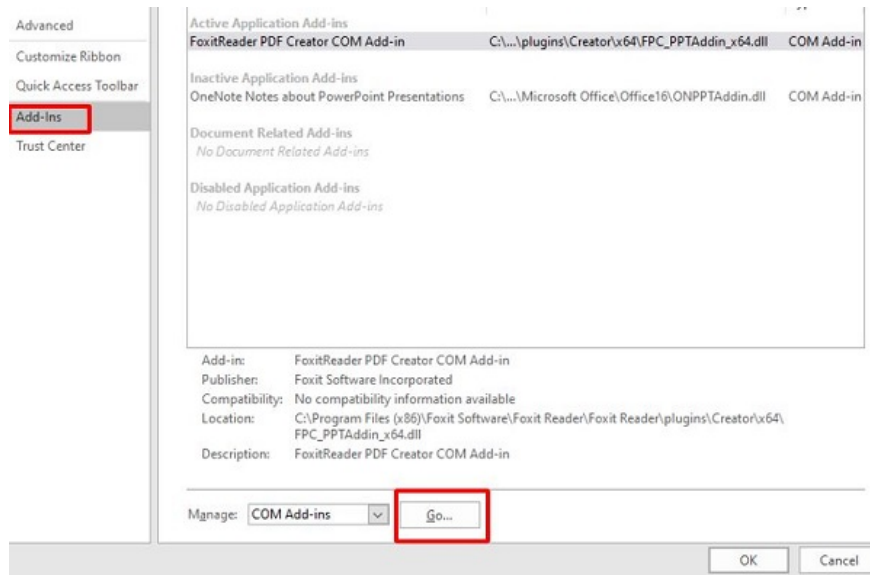 Advanced
Customize Ribbon
Quick Access Toolbar
Add-Ins
Trust Center
Active Application Add-ins
FoxitReader PDF Creator COM Add-in C:\...\plugins\Creator\x64\FPC_PPTAddin_x64.dll COM Add-in
Inactive Application Add-ins
OneNote Notes about PowerPoint Presentations C:\...\Microsoft Office\Office16\ONPPTAddin.dll COM Add-in
Document Related Add-ins
No Document Related Add-ins
Disabled Application Add-ins
No Disabled Application Add-ins
Add-in: FoxitReader PDF Creator COM Add-in
Publisher: Foxit Software Incorporated
Compatibility: No compatibility information available
Location: C:\Program Files (x86)\Foxit Software\Foxit Reader\Foxit Reader\plugins\Creator\x64\
FPC_PPTAddin_x64.dll
Description: FoxitReader PDF Creator COM Add-in
Manage: COM Add-ins Go...
OK Cancel